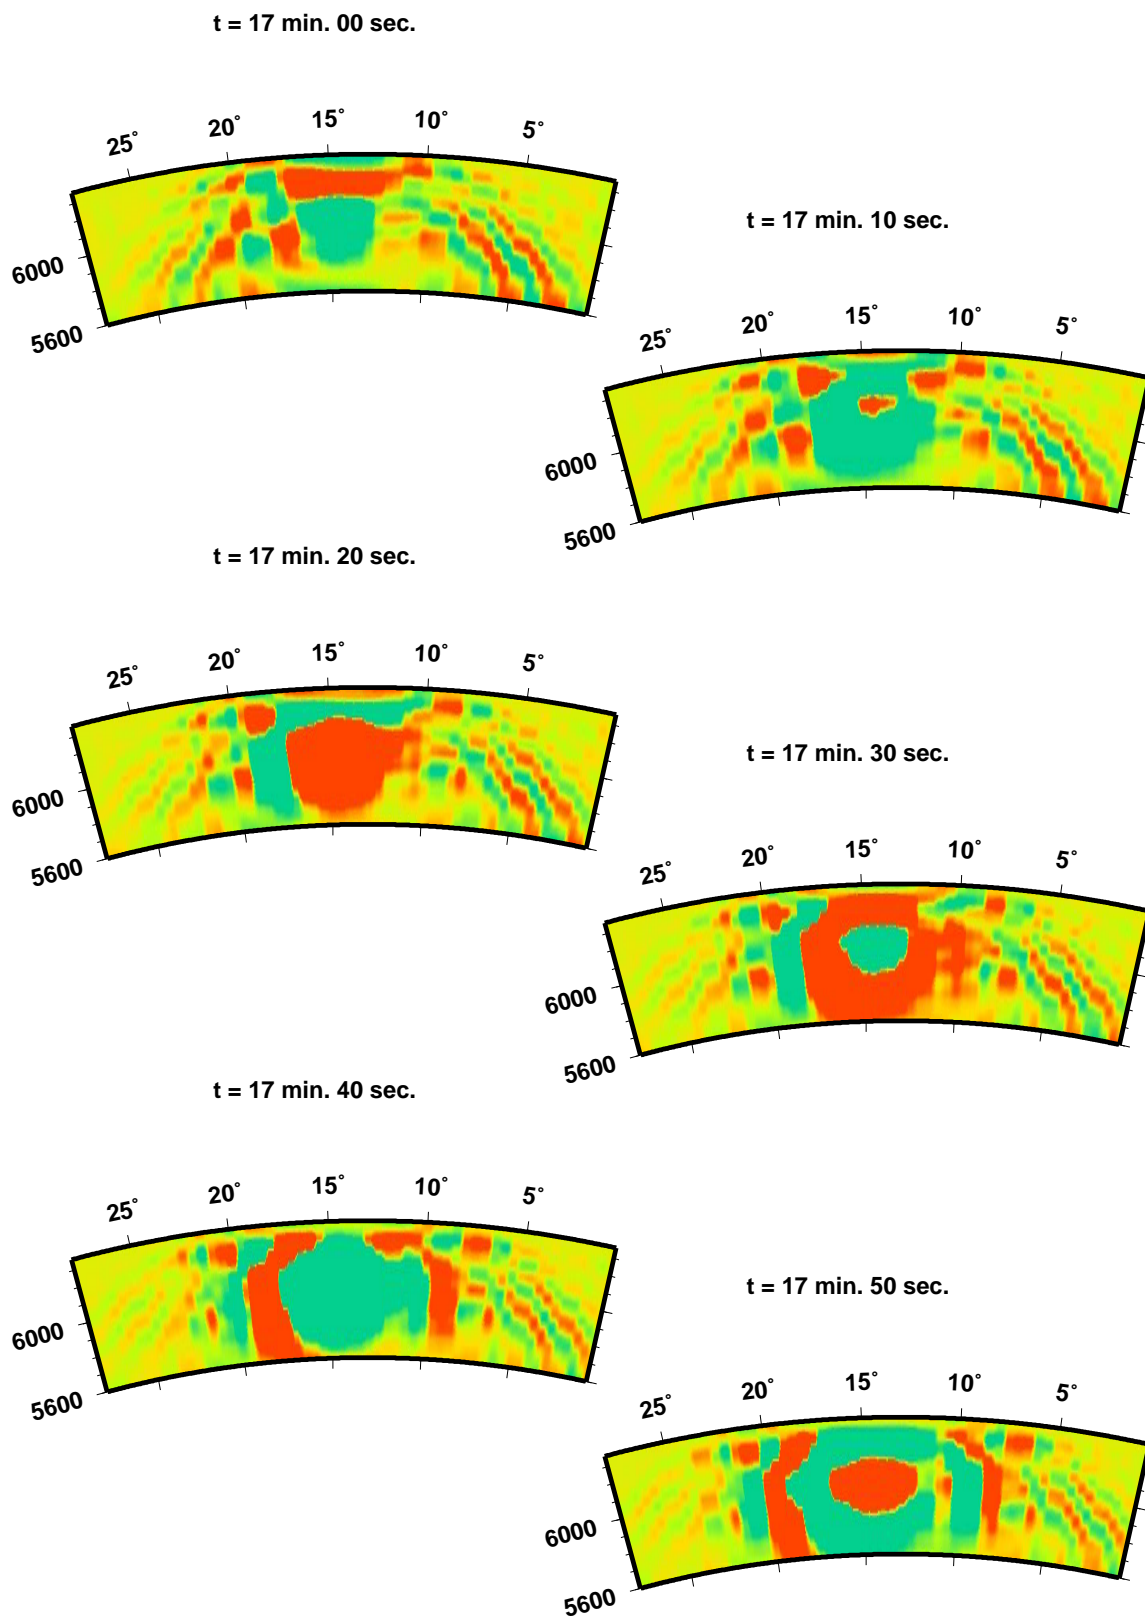 t = 17 min. 00 sec.
25˚ 20˚ 15˚ 10˚ 5˚
6000
5600
t = 17 min. 10 sec.
25˚ 20˚ 15˚ 10˚ 5˚
6000
5600
t = 17 min. 20 sec.
25˚ 20˚ 15˚ 10˚ 5˚
6000
5600
t = 17 min. 30 sec.
25˚ 20˚ 15˚ 10˚ 5˚
6000
5600
t = 17 min. 40 sec.
25˚ 20˚ 15˚ 10˚ 5˚
6000
5600
t = 17 min. 50 sec.
25˚ 20˚ 15˚ 10˚ 5˚
6000
5600